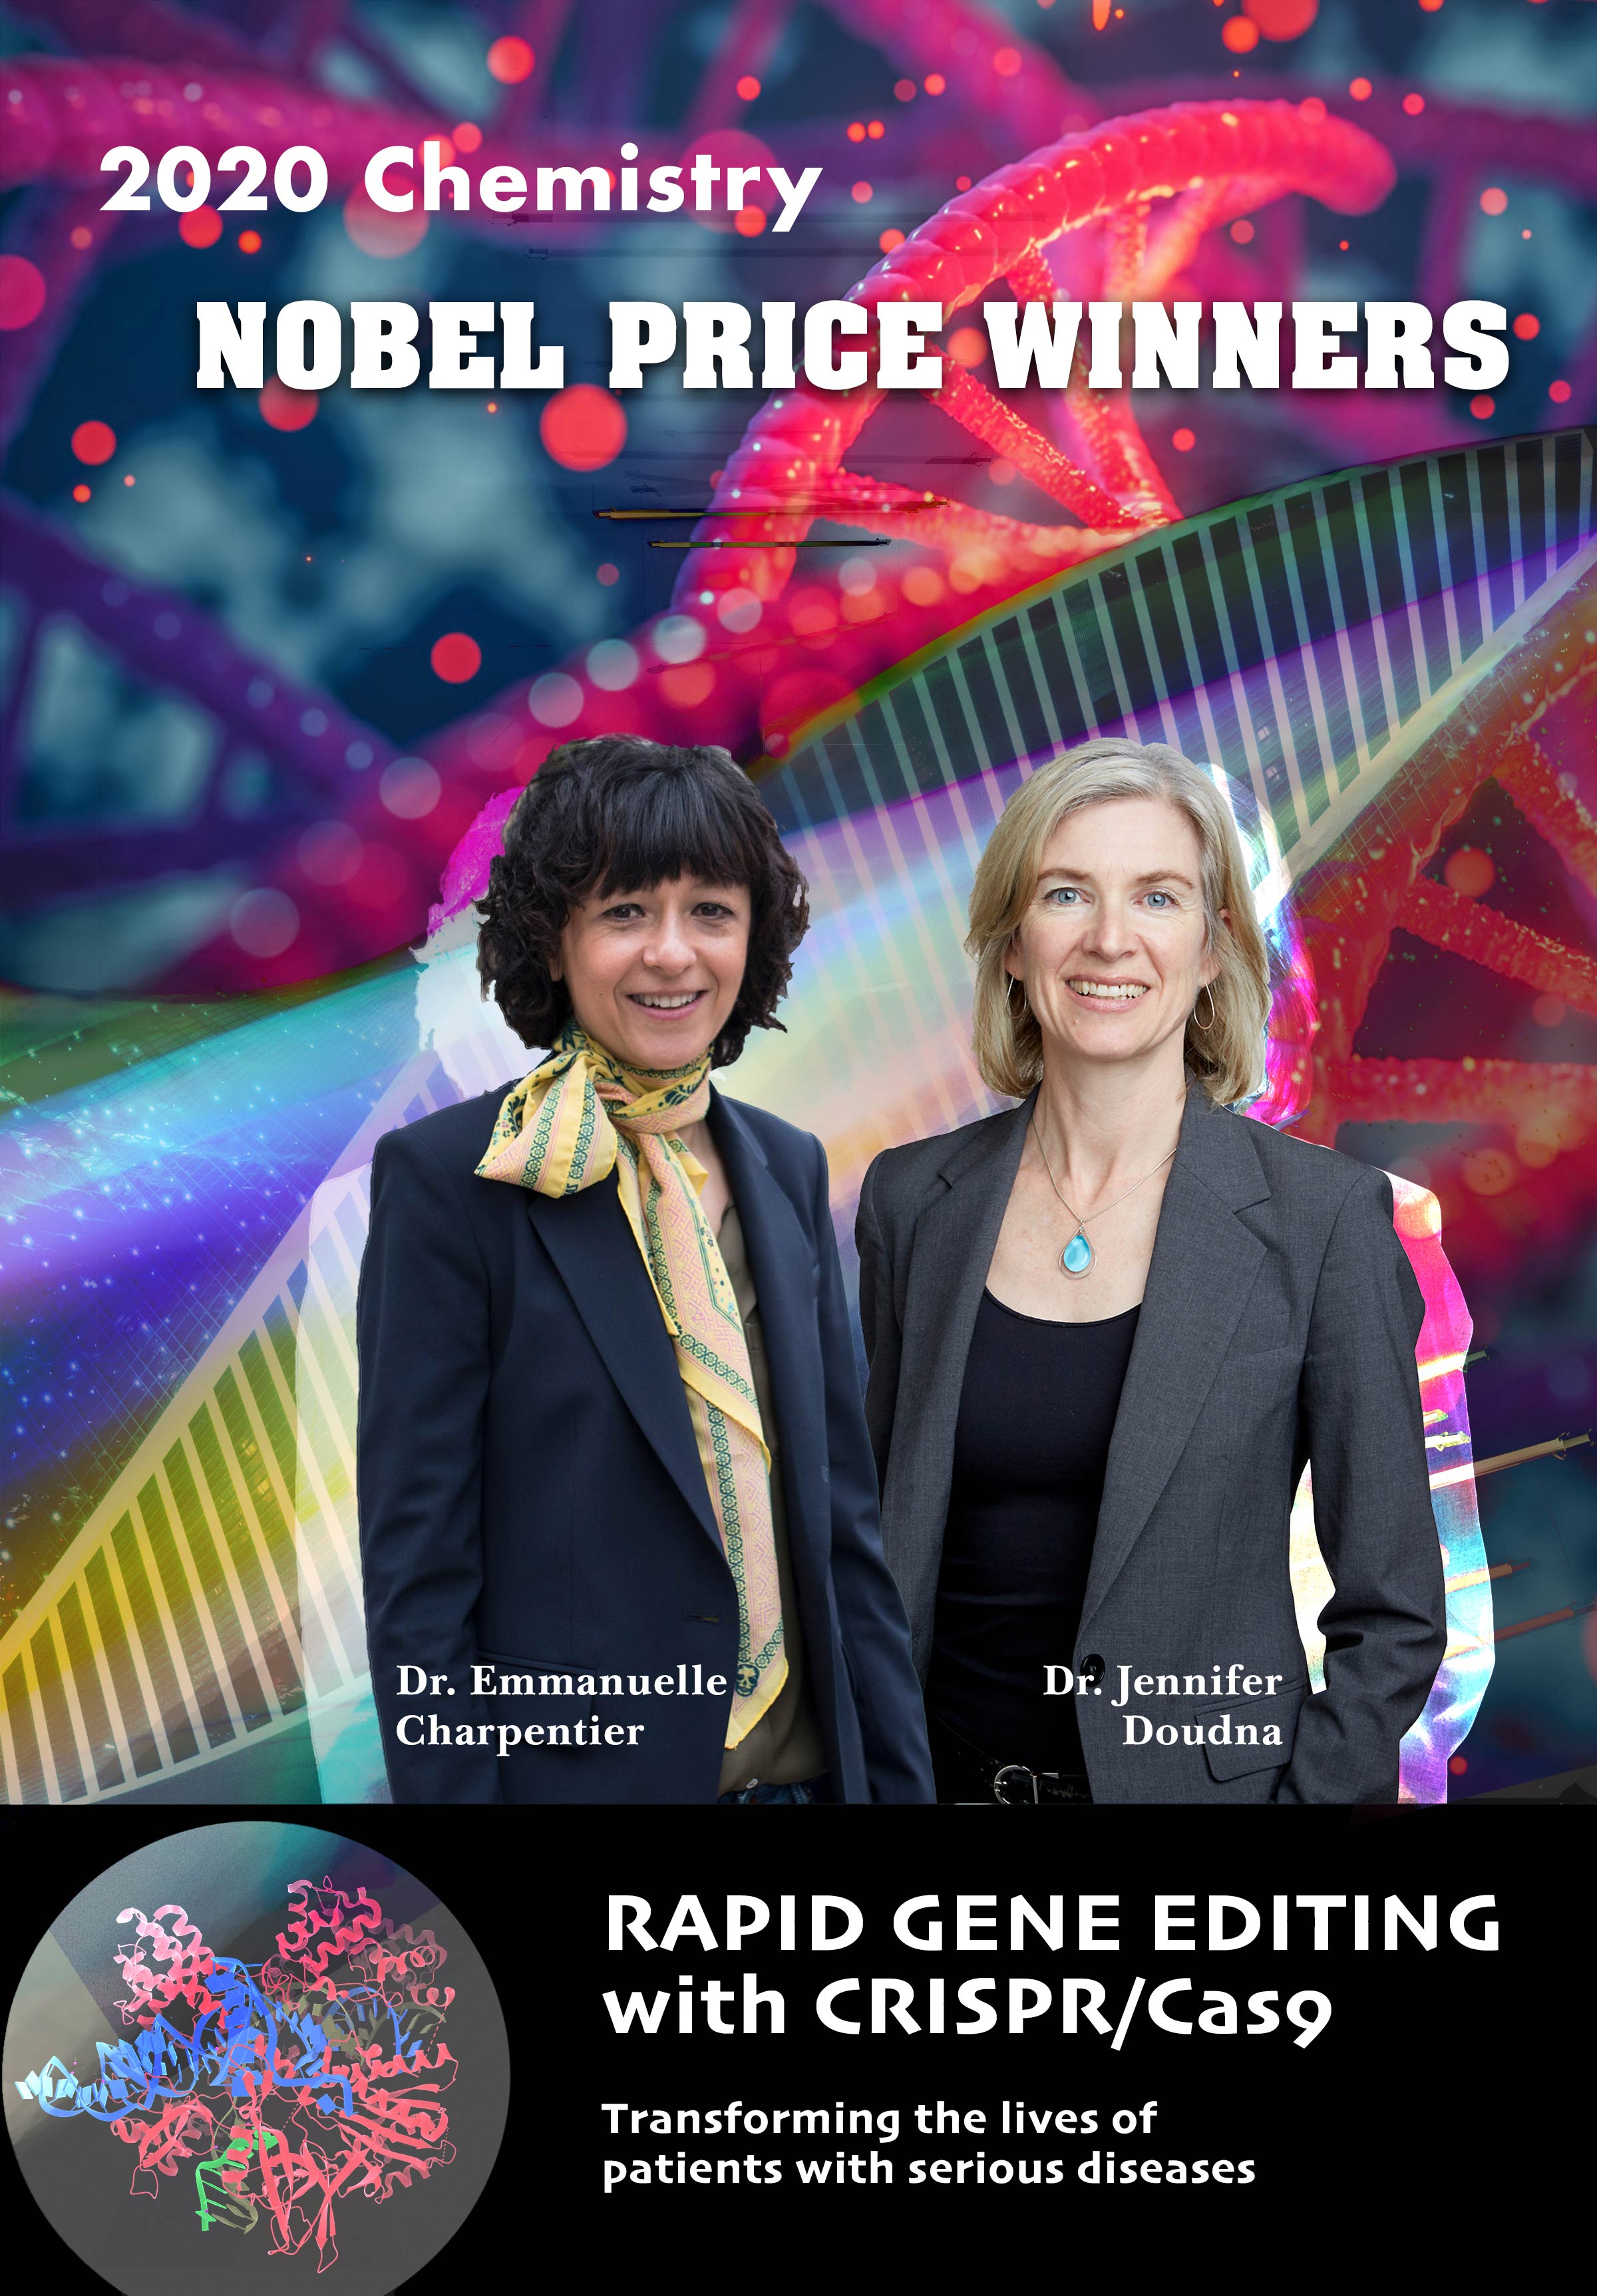 2020 Chemistry
NOBEL PRICE WINNERS
Dr. Emmanuelle
Charpentier
Dr. Jennifer
Doudna
RAPID GENE EDITING
with CRISPR/Cas9
Transforming the lives of
patients with serious diseases